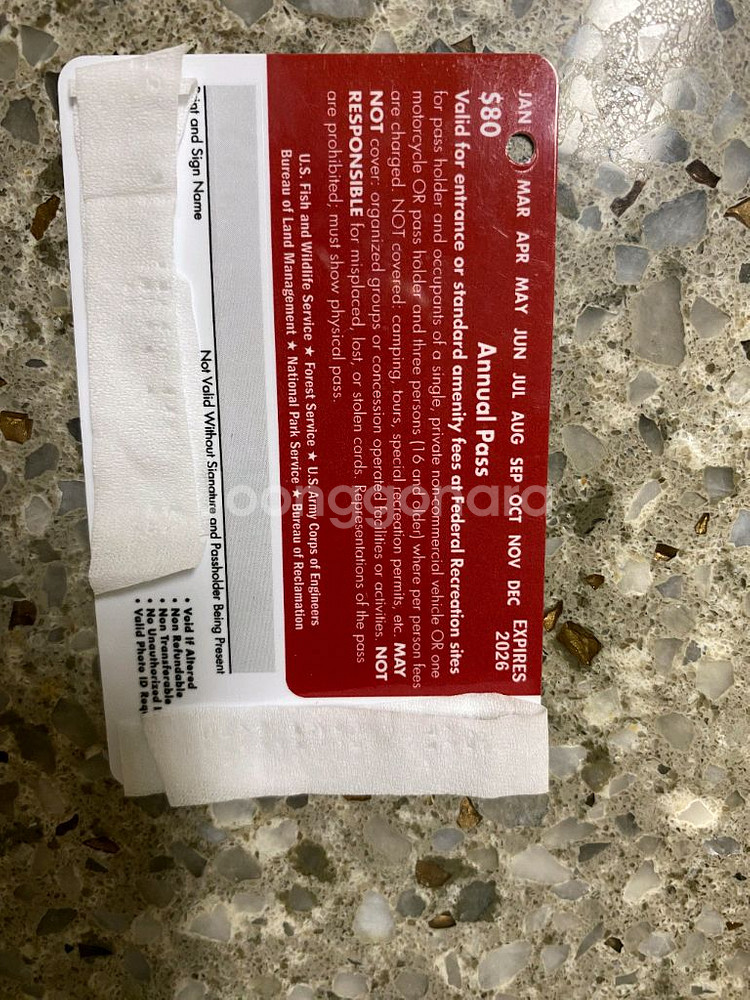 JAN MAR APR MAY JUN JUL AUG SEP OCT NOV DEC EXPIRES
2026
$80 Annual Pass
Valid for entrance or standard amenity fees at Federal Recreation sites
for pass holder and occupants of a single, private non-commercial vehicle OR one
motorcycle OR pass holder and three persons (16 and older) where per person fees
are charged. NOT covered: camping, tours, special recreation permits, etc. MAY
NOT cover: organized groups or concession operated facilities or activities. NOT
RESPONSIBLE for misplaced, lost, or stolen cards. Representations of the pass
are prohibited; must show physical pass.
U.S. Fish and Wildlife Service ★ Forest Service ★ U.S. Army Corps of Engineers
Bureau of Land Management ★ National Park Service ★ Bureau of Reclamation
Not Valid Without Signature and Passholder Being Present
and Sign Name
• Void If Altered
• Non Refundable
• Non Transferable
• No Unauthorized
• Valid Photo ID
joonggonara